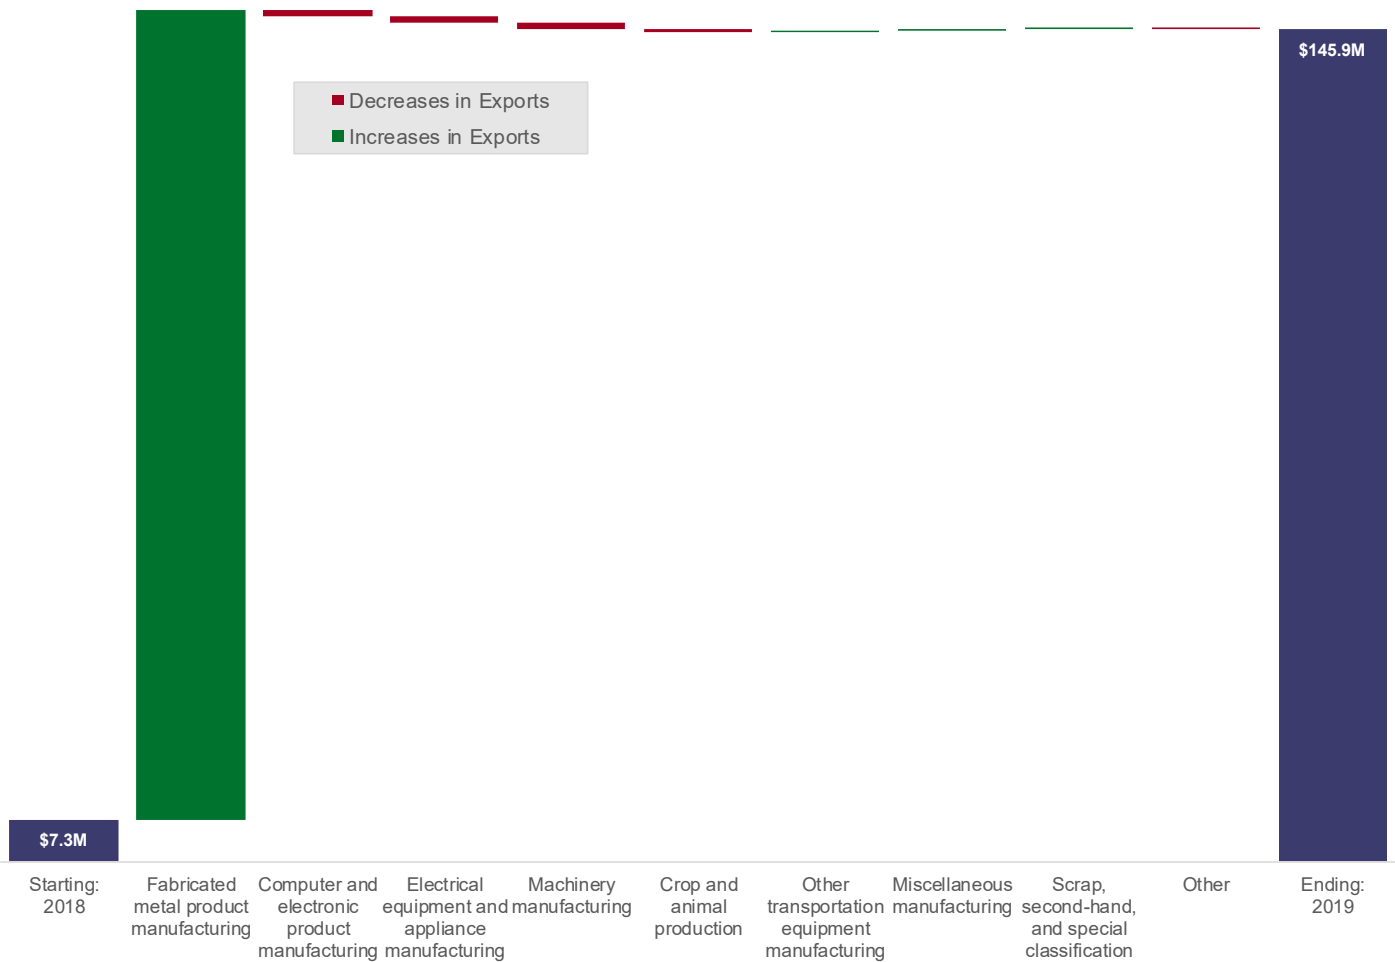 $145.9M
Decreases in Exports
Increases in Exports
$7.3M
Starting:
2018
Fabricated
metal product
manufacturing
Computer and
electronic
product
manufacturing
Electrical
equipment and
appliance
manufacturing
Machinery
manufacturing
Crop and
animal
production
Other
transportation
equipment
manufacturing
Miscellaneous
manufacturing
Scrap,
second-hand,
and special
classification
Other
Ending:
2019